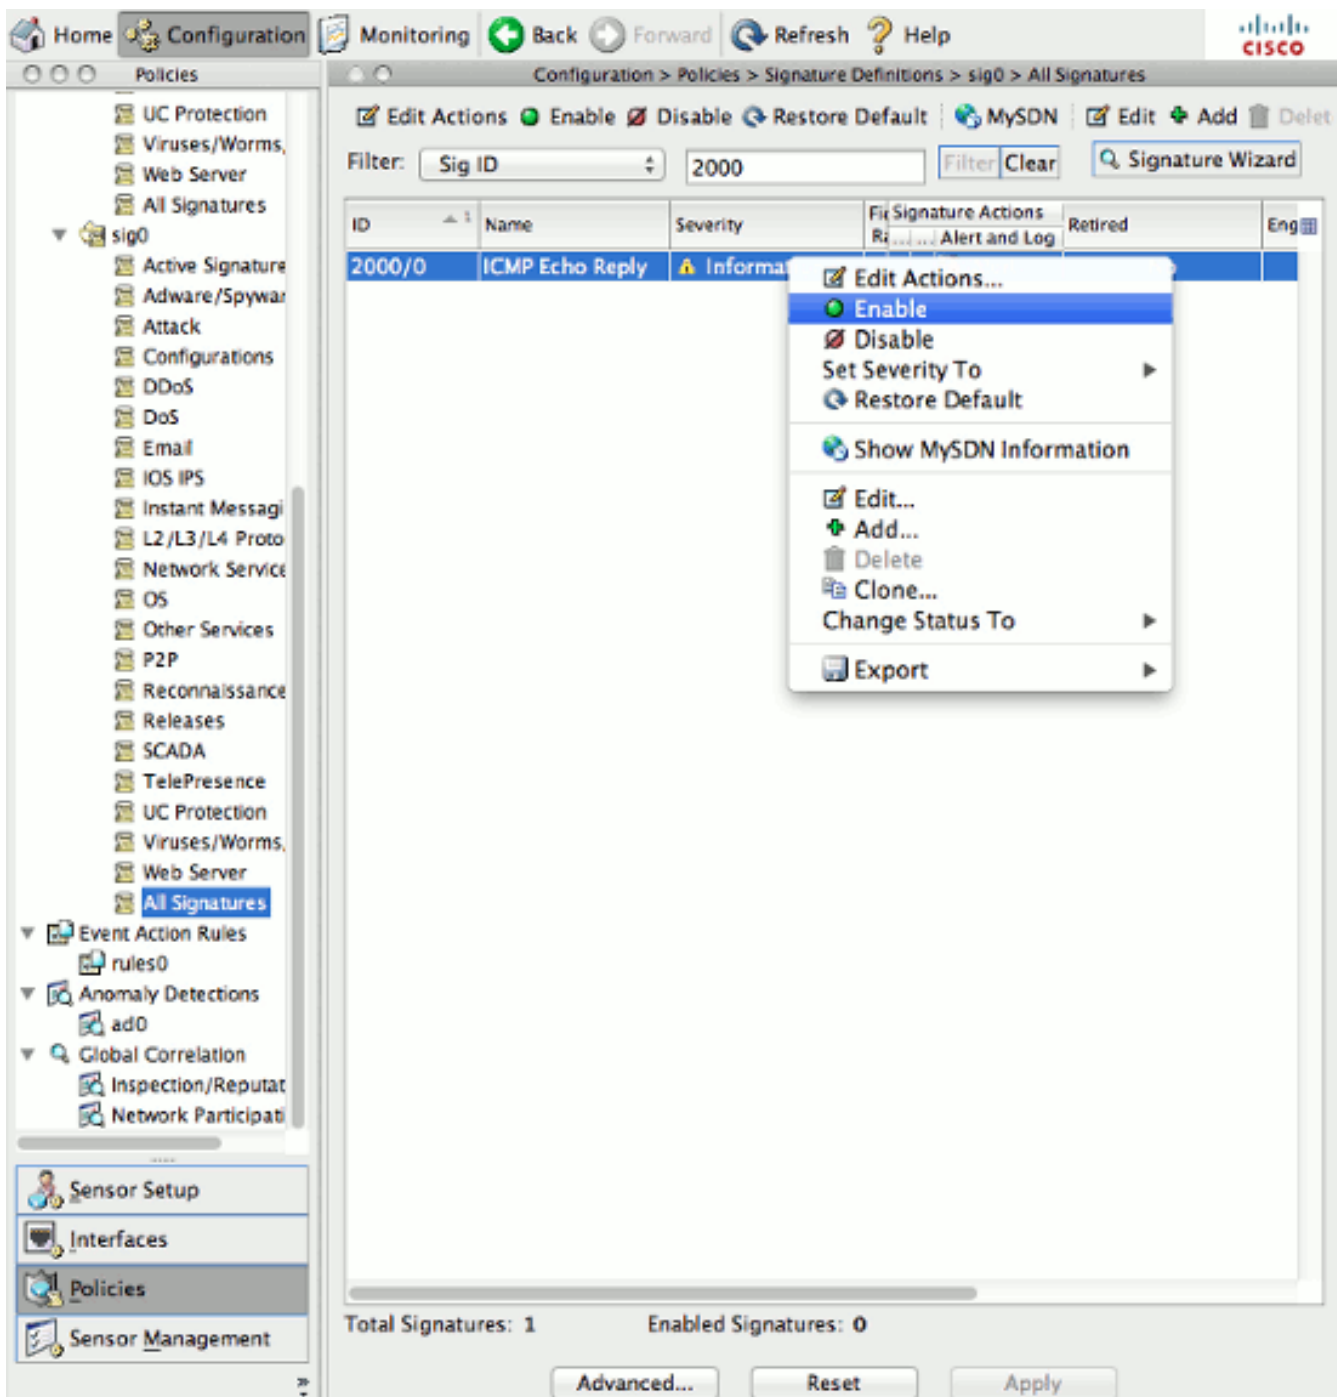 Home Configuration Monitoring Back Forward Refresh Help
CISCO
Policies
Configuration > Policies > Signature Definitions > sig0 > All Signatures
UC Protection
Viruses/Worms,
Web Server
All Signatures
sig0
Active Signature
Adware/Spywar
Attack
Configurations
DDoS
DoS
Email
IOS IPS
Instant Messagi
L2/L3/L4 Proto
Network Service
OS
Other Services
P2P
Reconnaissance
Releases
SCADA
TelePresence
UC Protection
Viruses/Worms,
Web Server
All Signatures
Event Action Rules
rules0
Anomaly Detections
ad0
Global Correlation
Inspection/Reputat
Network Participati
Sensor Setup
Interfaces
Policies
Sensor Management
Edit Actions Enable Disable Restore Default MySDN Edit Add Delet
Filter: Sig ID 2000 Filter Clear Signature Wizard
ID 1 Name Severity Signature Actions Retired Eng
... ... Alert and Log
2000/0 ICMP Echo Reply Informa
Edit Actions...
Enable
Disable
Set Severity To
Restore Default
Show MySDN Information
Edit...
Add...
Delete
Clone...
Change Status To
Export
Total Signatures: 1 Enabled Signatures: 0
Advanced... Reset Apply